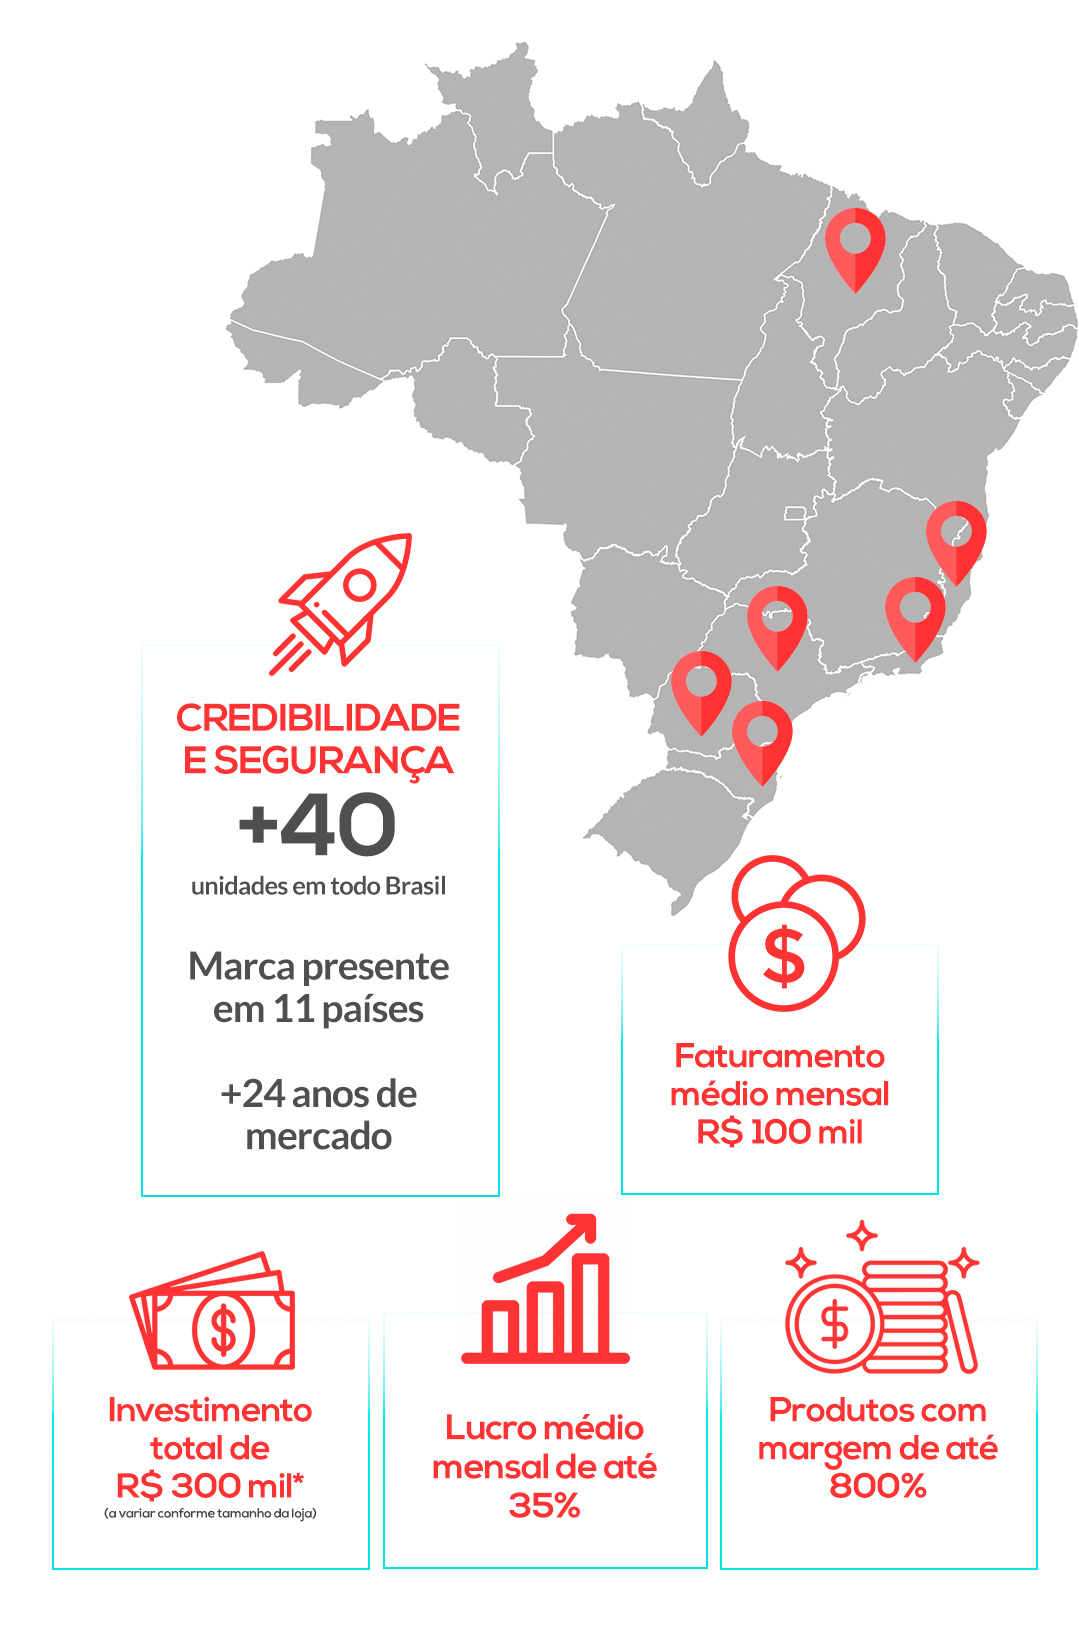 CREDIBILIDADE
E SEGURANÇA
+40
unidades em todo Brasil
Marca presente
em 11 países
+24 anos de
mercado
$
Faturamento
médio mensal
R$ 100 mil
$
Investimento
total de
R$ 300 mil*
(a variar conforme tamanho da loja)
Lucro médio
mensal de até
35%
$
Produtos com
margem de até
800%